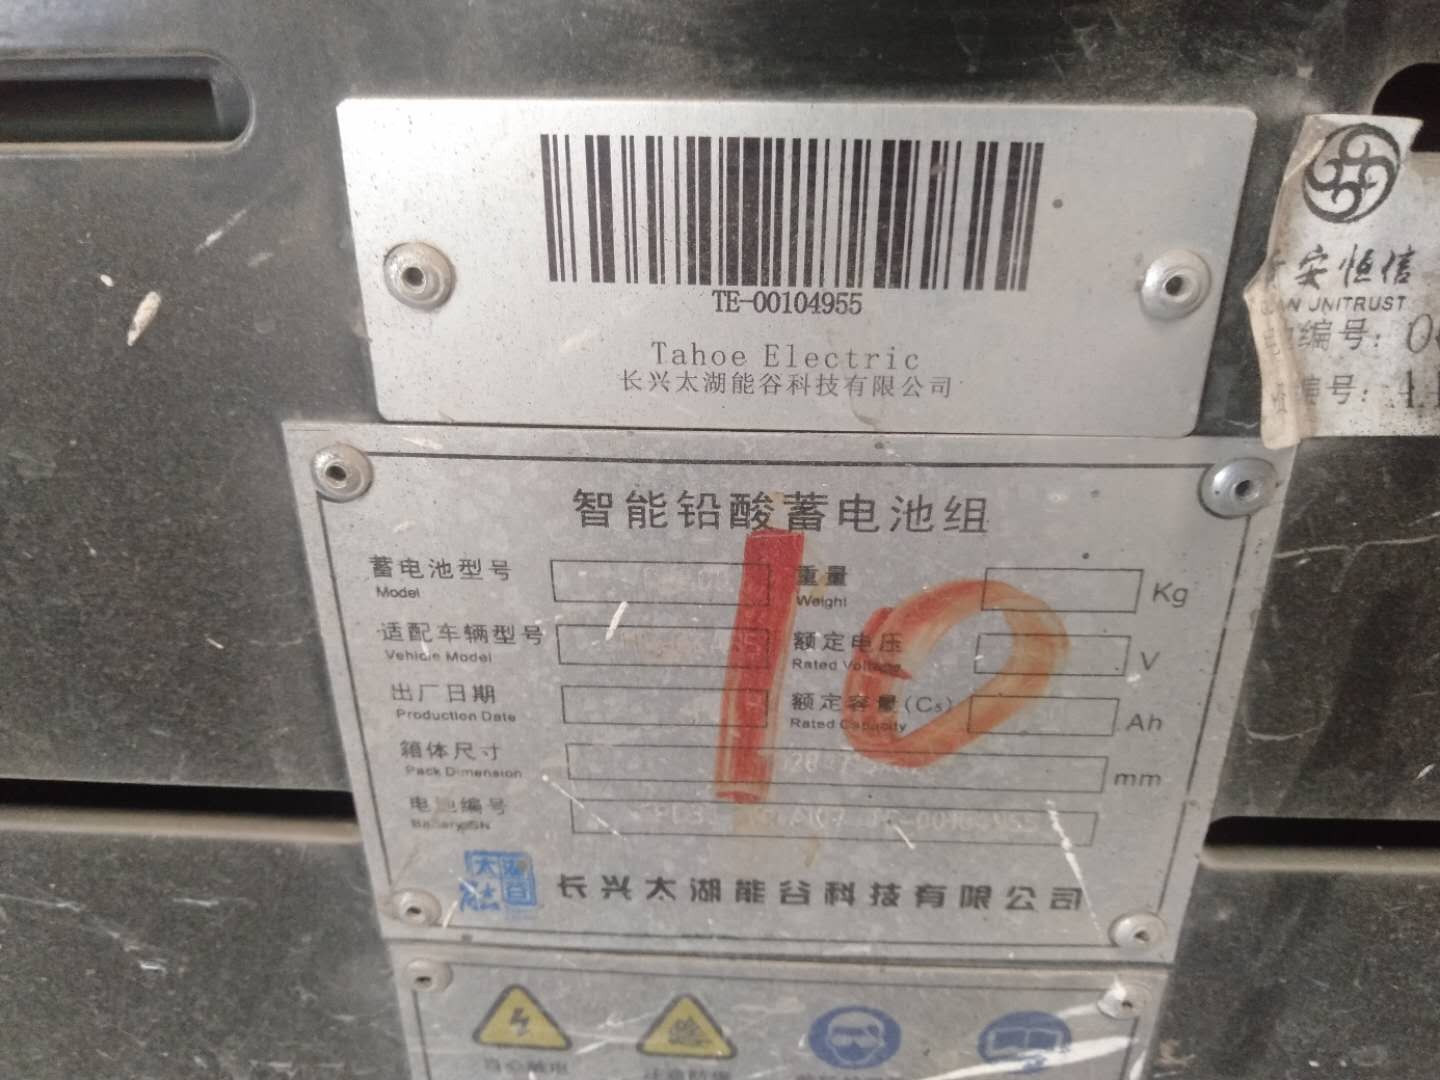 TE-00104955
Tahoe Electric
长兴太湖能谷科技有限公司
安恒信
UNITRUST
编号：
编号：
智能铅酸蓄电池组
蓄电池型号
Model
重量
Weight
Kg
适配车辆型号
Vehicle Model
额定电压
Rated Voltage
V
出厂日期
Production Date
额定容量(C₅)
Rated Capacity
Ah
箱体尺寸
Pack Dimension
mm
电池编号
Battery SN
10
长兴太湖能谷科技有限公司